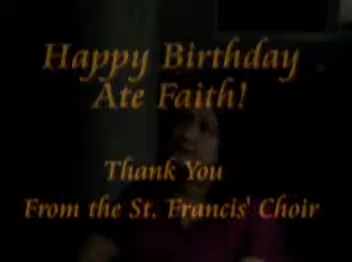 Happy Birthday
Ate Faith!
Thank You
From the St. Francis' Choir